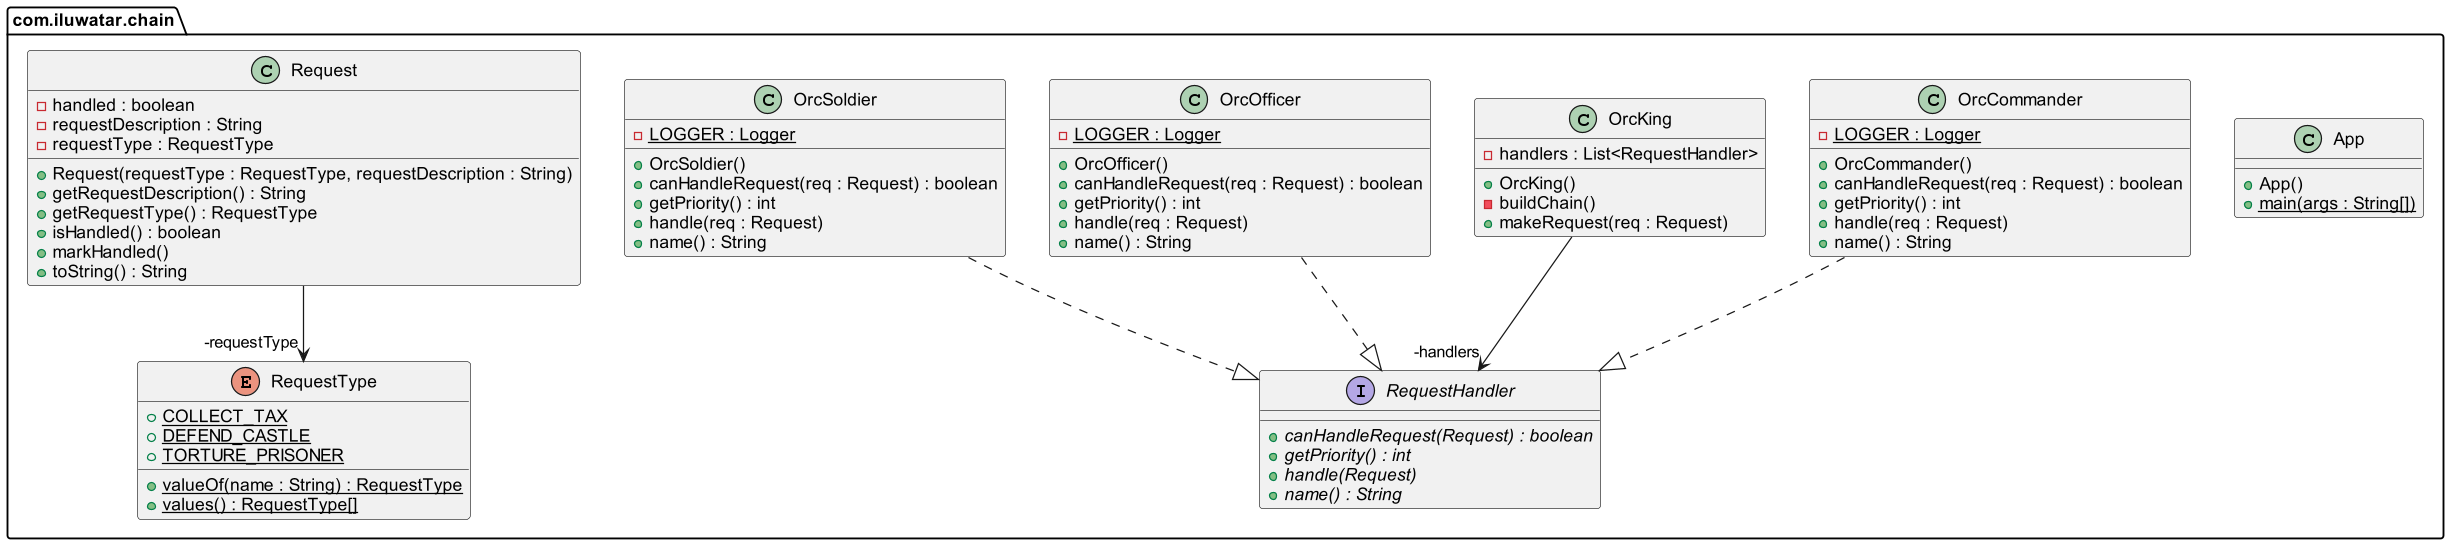 com.iluwatar.chain
C Request
handled : boolean
requestDescription : String
requestType : RequestType
Request(requestType : RequestType, requestDescription : String)
getRequestDescription() : String
getRequestType() : RequestType
isHandled() : boolean
markHandled()
toString() : String
C OrcSoldier
LOGGER : Logger
OrcSoldier()
canHandleRequest(req : Request) : boolean
getPriority() : int
handle(req : Request)
name() : String
C OrcOfficer
LOGGER : Logger
OrcOfficer()
canHandleRequest(req : Request) : boolean
getPriority() : int
handle(req : Request)
name() : String
C OrcKing
handlers : List<RequestHandler>
OrcKing()
buildChain()
makeRequest(req : Request)
C OrcCommander
LOGGER : Logger
OrcCommander()
canHandleRequest(req : Request) : boolean
getPriority() : int
handle(req : Request)
name() : String
C App
App()
main(args : String[])
-requestType
-handlers
E RequestType
COLLECT_TAX
DEFEND_CASTLE
TORTURE_PRISONER
valueOf(name : String) : RequestType
values() : RequestType[]
I RequestHandler
canHandleRequest(Request) : boolean
getPriority() : int
handle(Request)
name() : String